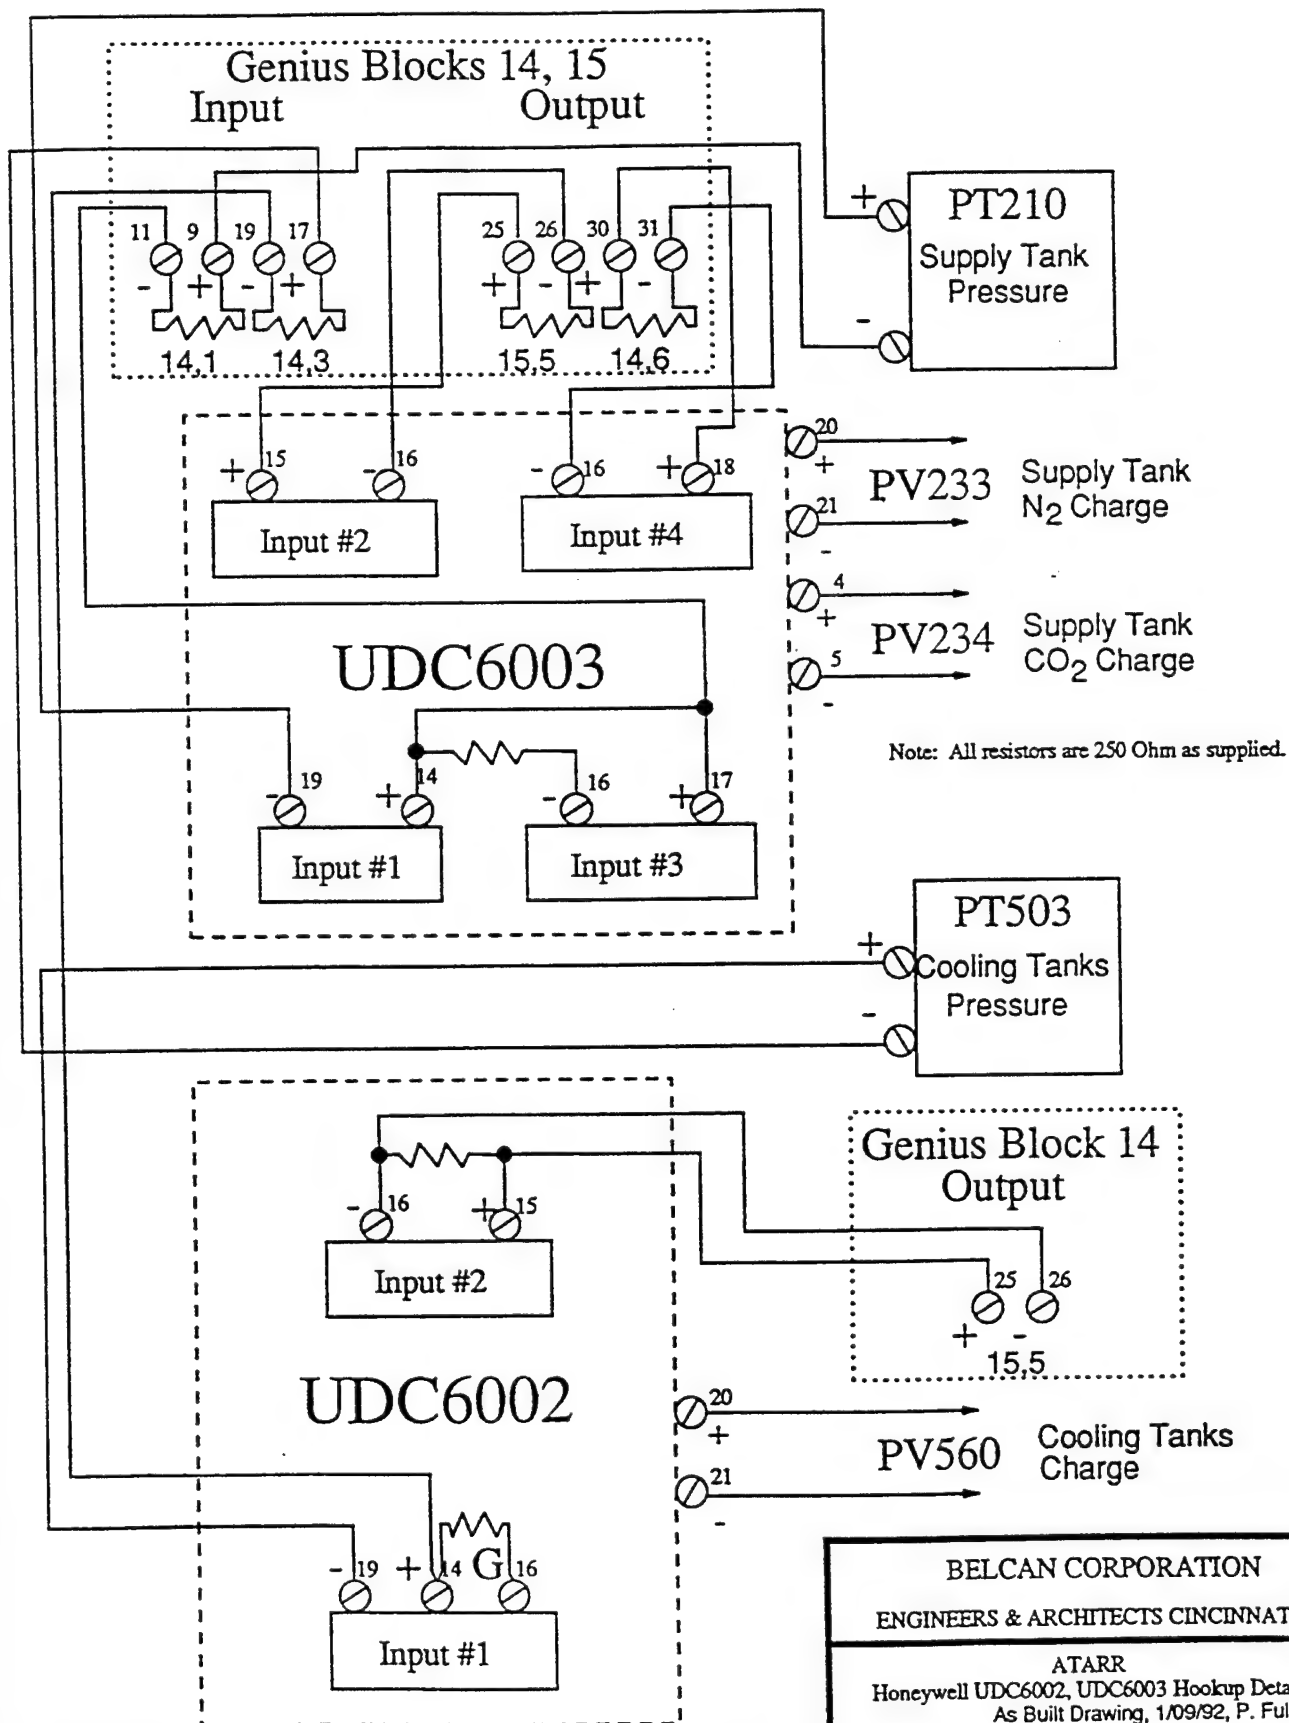 Genius Blocks 14, 15
Input Output
11 9 19 17 25 26 30 31
- + - + + - + -
14,1 14,3 15,5 14,6
+
PT210
Supply Tank
Pressure
-
+ 15 - 16 - 16 + 18
Input #2 Input #4
20
+
PV233 Supply Tank
N2 Charge
21
-
4
+
PV234 Supply Tank
CO2 Charge
5
-
UDC6003
Note: All resistors are 250 Ohm as supplied.
- 19 + 14 - 16 + 17
Input #1 Input #3
+
PT503
Cooling Tanks
Pressure
-
- 16 + 15
Input #2
Genius Block 14
Output
25 26
+ -
15,5
UDC6002
20
+
PV560 Cooling Tanks
Charge
21
-
- 19 + 14 G 16
Input #1
BELCAN CORPORATION
ENGINEERS & ARCHITECTS CINCINNAT
ATARR
Honeywell UDC6002, UDC6003 Hookup Deta
As Built Drawing, 1/09/92, P. Ful